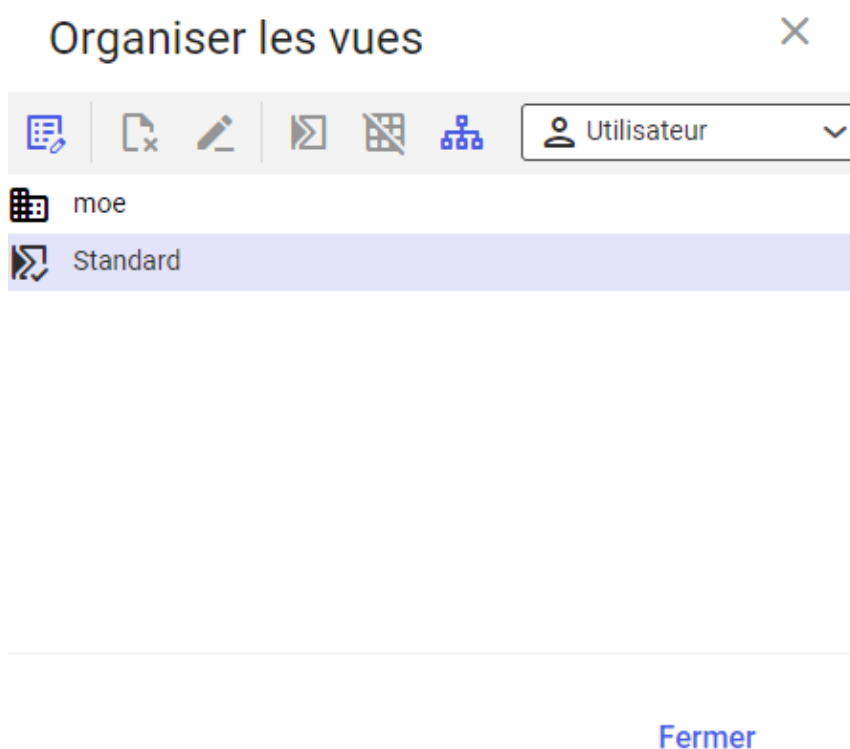 Organiser les vues
Utilisateur
moe
Standard
Fermer